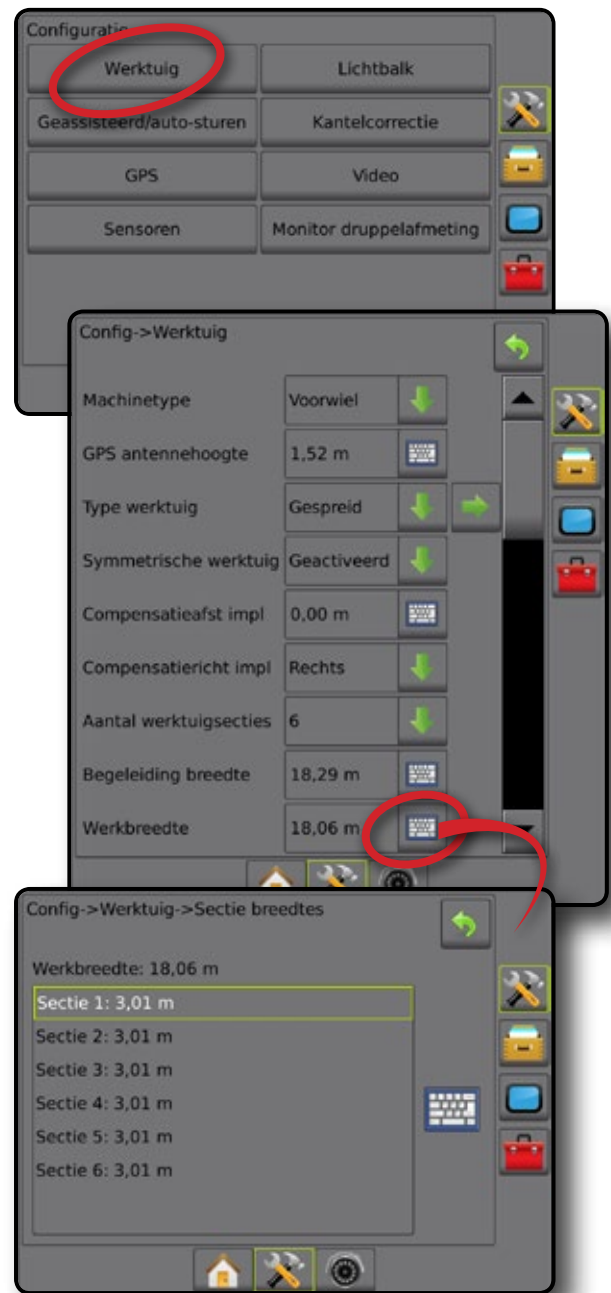 Configuratie
Werktuig
Lichtbalk
Geassisteerd/auto-sturen
Kantelcorrectie
GPS
Video
Sensoren
Monitor druppelafmeting
Config->Werktuig
Machinetype Voorwiel
GPS antennehoogte 1,52 m
Type werktuig Gespreid
Symmetrische werktuig Geactiveerd
Compensatieafst impl 0,00 m
Compensatiericht impl Rechts
Aantal werktuigsecties 6
Begeleiding breedte 18,29 m
Werkbreedte 18,06 m
Config->Werktuig->Sectie breedtes
Werkbreedte: 18,06 m
Sectie 1: 3,01 m
Sectie 2: 3,01 m
Sectie 3: 3,01 m
Sectie 4: 3,01 m
Sectie 5: 3,01 m
Sectie 6: 3,01 m